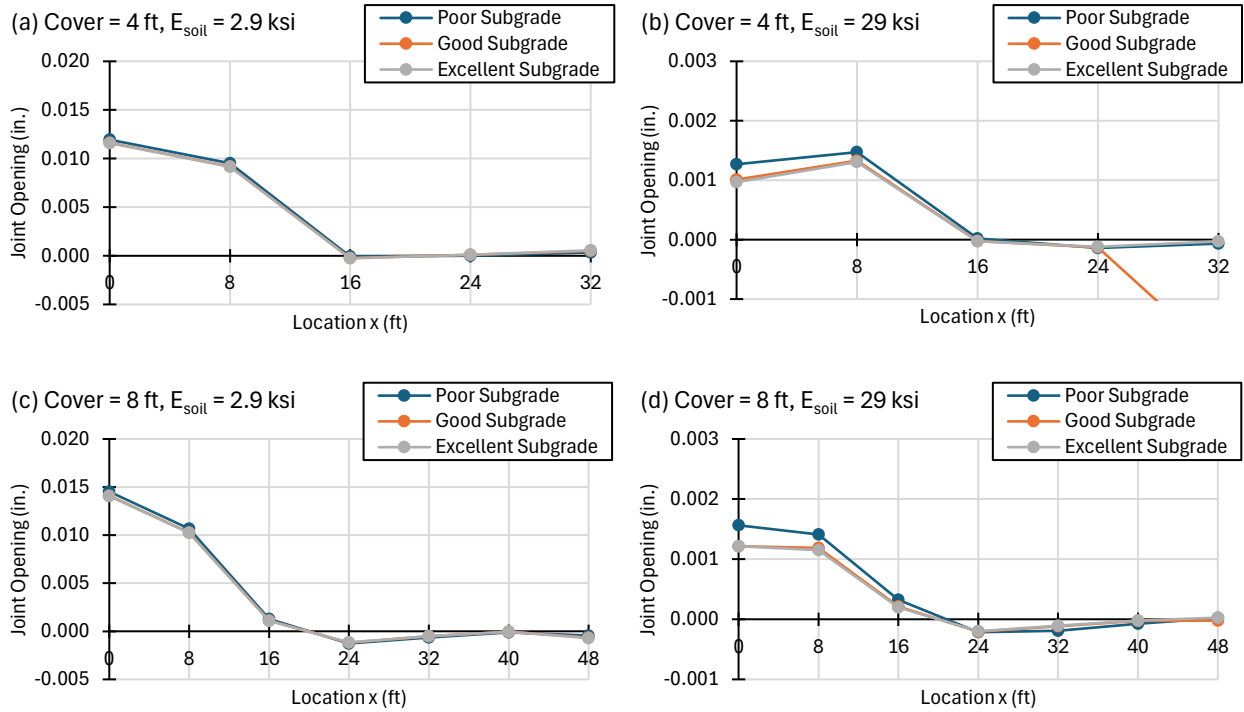 (a) Cover = 4 ft, Esoil = 2.9 ksi
Poor Subgrade
Good Subgrade
Excellent Subgrade
0.020
0.015
0.010
0.005
0.000
-0.005
Joint Opening (in.)
0 8 16 24 32
Location x (ft)
(b) Cover = 4 ft, Esoil = 29 ksi
Poor Subgrade
Good Subgrade
Excellent Subgrade
0.003
0.002
0.001
0.000
-0.001
Joint Opening (in.)
0 8 16 24 32
Location x (ft)
(c) Cover = 8 ft, Esoil = 2.9 ksi
Poor Subgrade
Good Subgrade
Excellent Subgrade
0.020
0.015
0.010
0.005
0.000
-0.005
Joint Opening (in.)
0 8 16 24 32 40 48
Location x (ft)
(d) Cover = 8 ft, Esoil = 29 ksi
Poor Subgrade
Good Subgrade
Excellent Subgrade
0.003
0.002
0.001
0.000
-0.001
Joint Opening (in.)
0 8 16 24 32 40 48
Location x (ft)